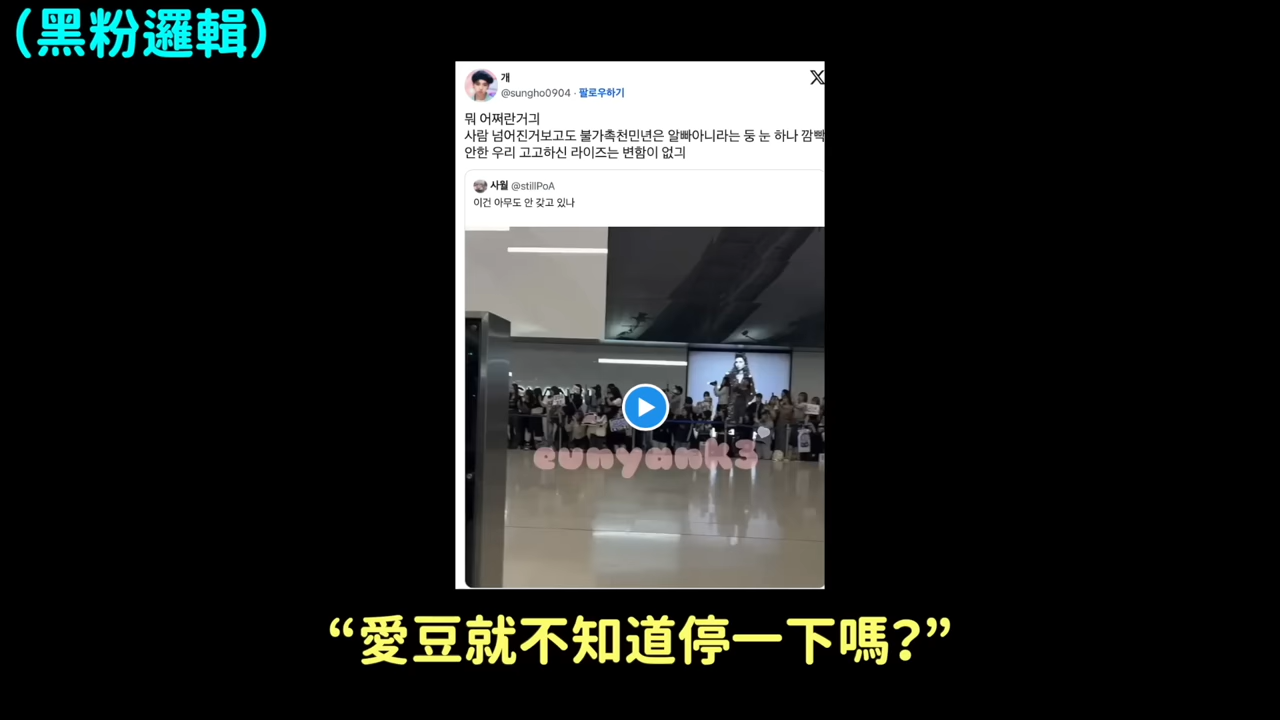 （黑粉邏輯）
개
@sungho0904 · 팔로우하기
뭐 어쩌란거긔
사람 넘어진거보고도 불가촉천민년은 알빠아니라는 둥 눈 하나 깜빡
안한 우리 고고하신 라이즈는 변함이 없긔
사월 @stillPoA
이건 아무도 안 갖고 있나
eunyank3
“愛豆就不知道停一下嗎？”